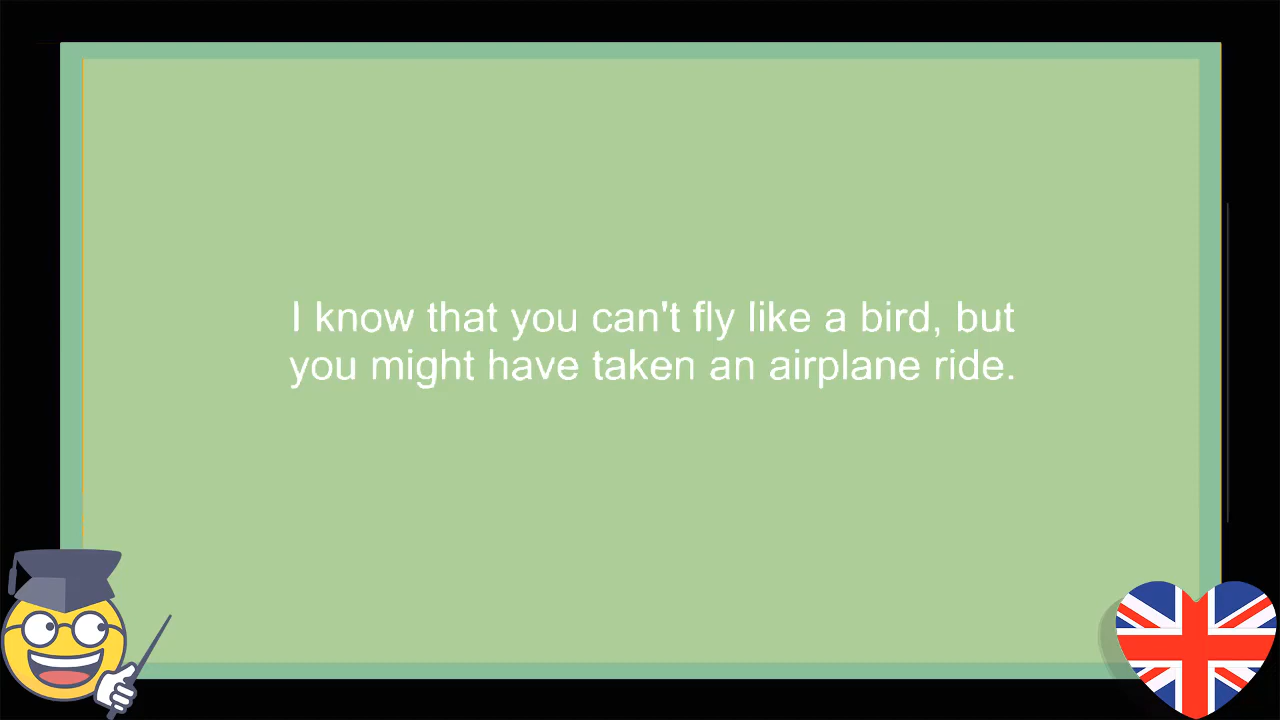 I know that you can't fly like a bird, but
you might have taken an airplane ride.